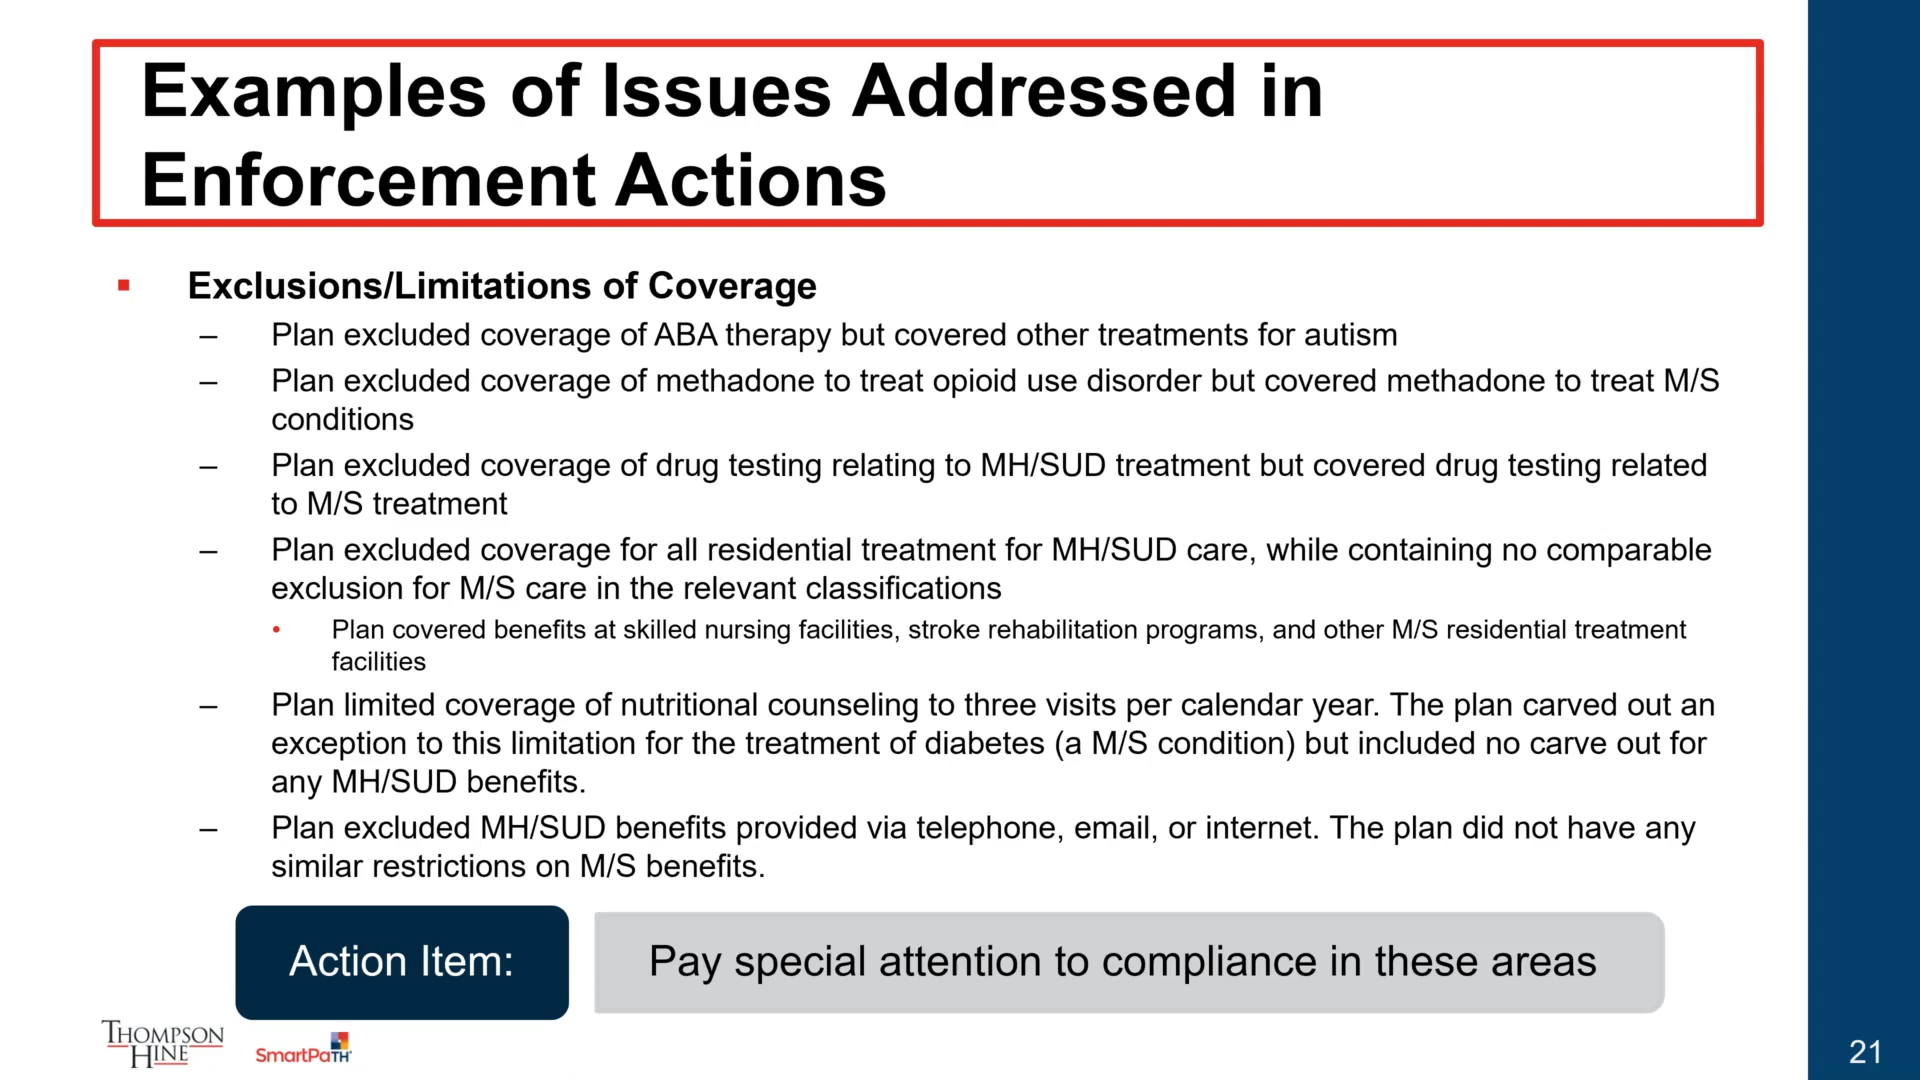 Examples of Issues Addressed in
Enforcement Actions
▪ Exclusions/Limitations of Coverage
– Plan excluded coverage of ABA therapy but covered other treatments for autism
– Plan excluded coverage of methadone to treat opioid use disorder but covered methadone to treat M/S
conditions
– Plan excluded coverage of drug testing relating to MH/SUD treatment but covered drug testing related
to M/S treatment
– Plan excluded coverage for all residential treatment for MH/SUD care, while containing no comparable
exclusion for M/S care in the relevant classifications
• Plan covered benefits at skilled nursing facilities, stroke rehabilitation programs, and other M/S residential treatment
facilities
– Plan limited coverage of nutritional counseling to three visits per calendar year. The plan carved out an
exception to this limitation for the treatment of diabetes (a M/S condition) but included no carve out for
any MH/SUD benefits.
– Plan excluded MH/SUD benefits provided via telephone, email, or internet. The plan did not have any
similar restrictions on M/S benefits.
Action Item:
Pay special attention to compliance in these areas
THOMPSON
HINE
SmartPaTH
21